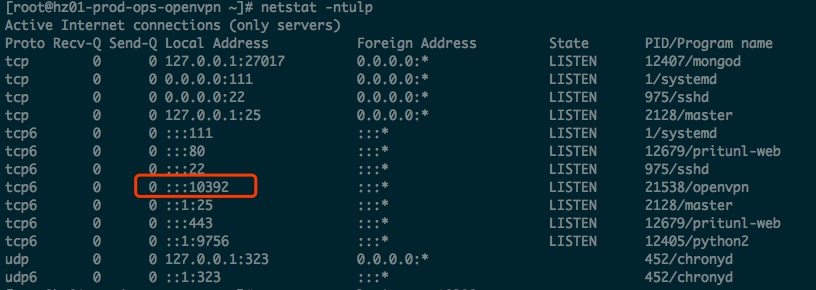 [root@hz01-prod-ops-openvpn ~]# netstat -ntulp
Active Internet connections (only servers)
Proto Recv-Q Send-Q Local Address Foreign Address State PID/Program name
tcp 0 0 127.0.0.1:27017 0.0.0.0:* LISTEN 12407/mongod
tcp 0 0 0.0.0.0:111 0.0.0.0:* LISTEN 1/systemd
tcp 0 0 0.0.0.0:22 0.0.0.0:* LISTEN 975/sshd
tcp 0 0 127.0.0.1:25 0.0.0.0:* LISTEN 2128/master
tcp6 0 0 :::111 :::* LISTEN 1/systemd
tcp6 0 0 :::80 :::* LISTEN 12679/pritunl-web
tcp6 0 0 :::22 :::* LISTEN 975/sshd
tcp6 0 0 :::10392 :::* LISTEN 21538/openvpn
tcp6 0 0 ::1:25 :::* LISTEN 2128/master
tcp6 0 0 :::443 :::* LISTEN 12679/pritunl-web
tcp6 0 0 ::1:9756 :::* LISTEN 12405/python2
udp 0 0 127.0.0.1:323 0.0.0.0:* 452/chronyd
udp6 0 0 ::1:323 :::* 452/chronyd